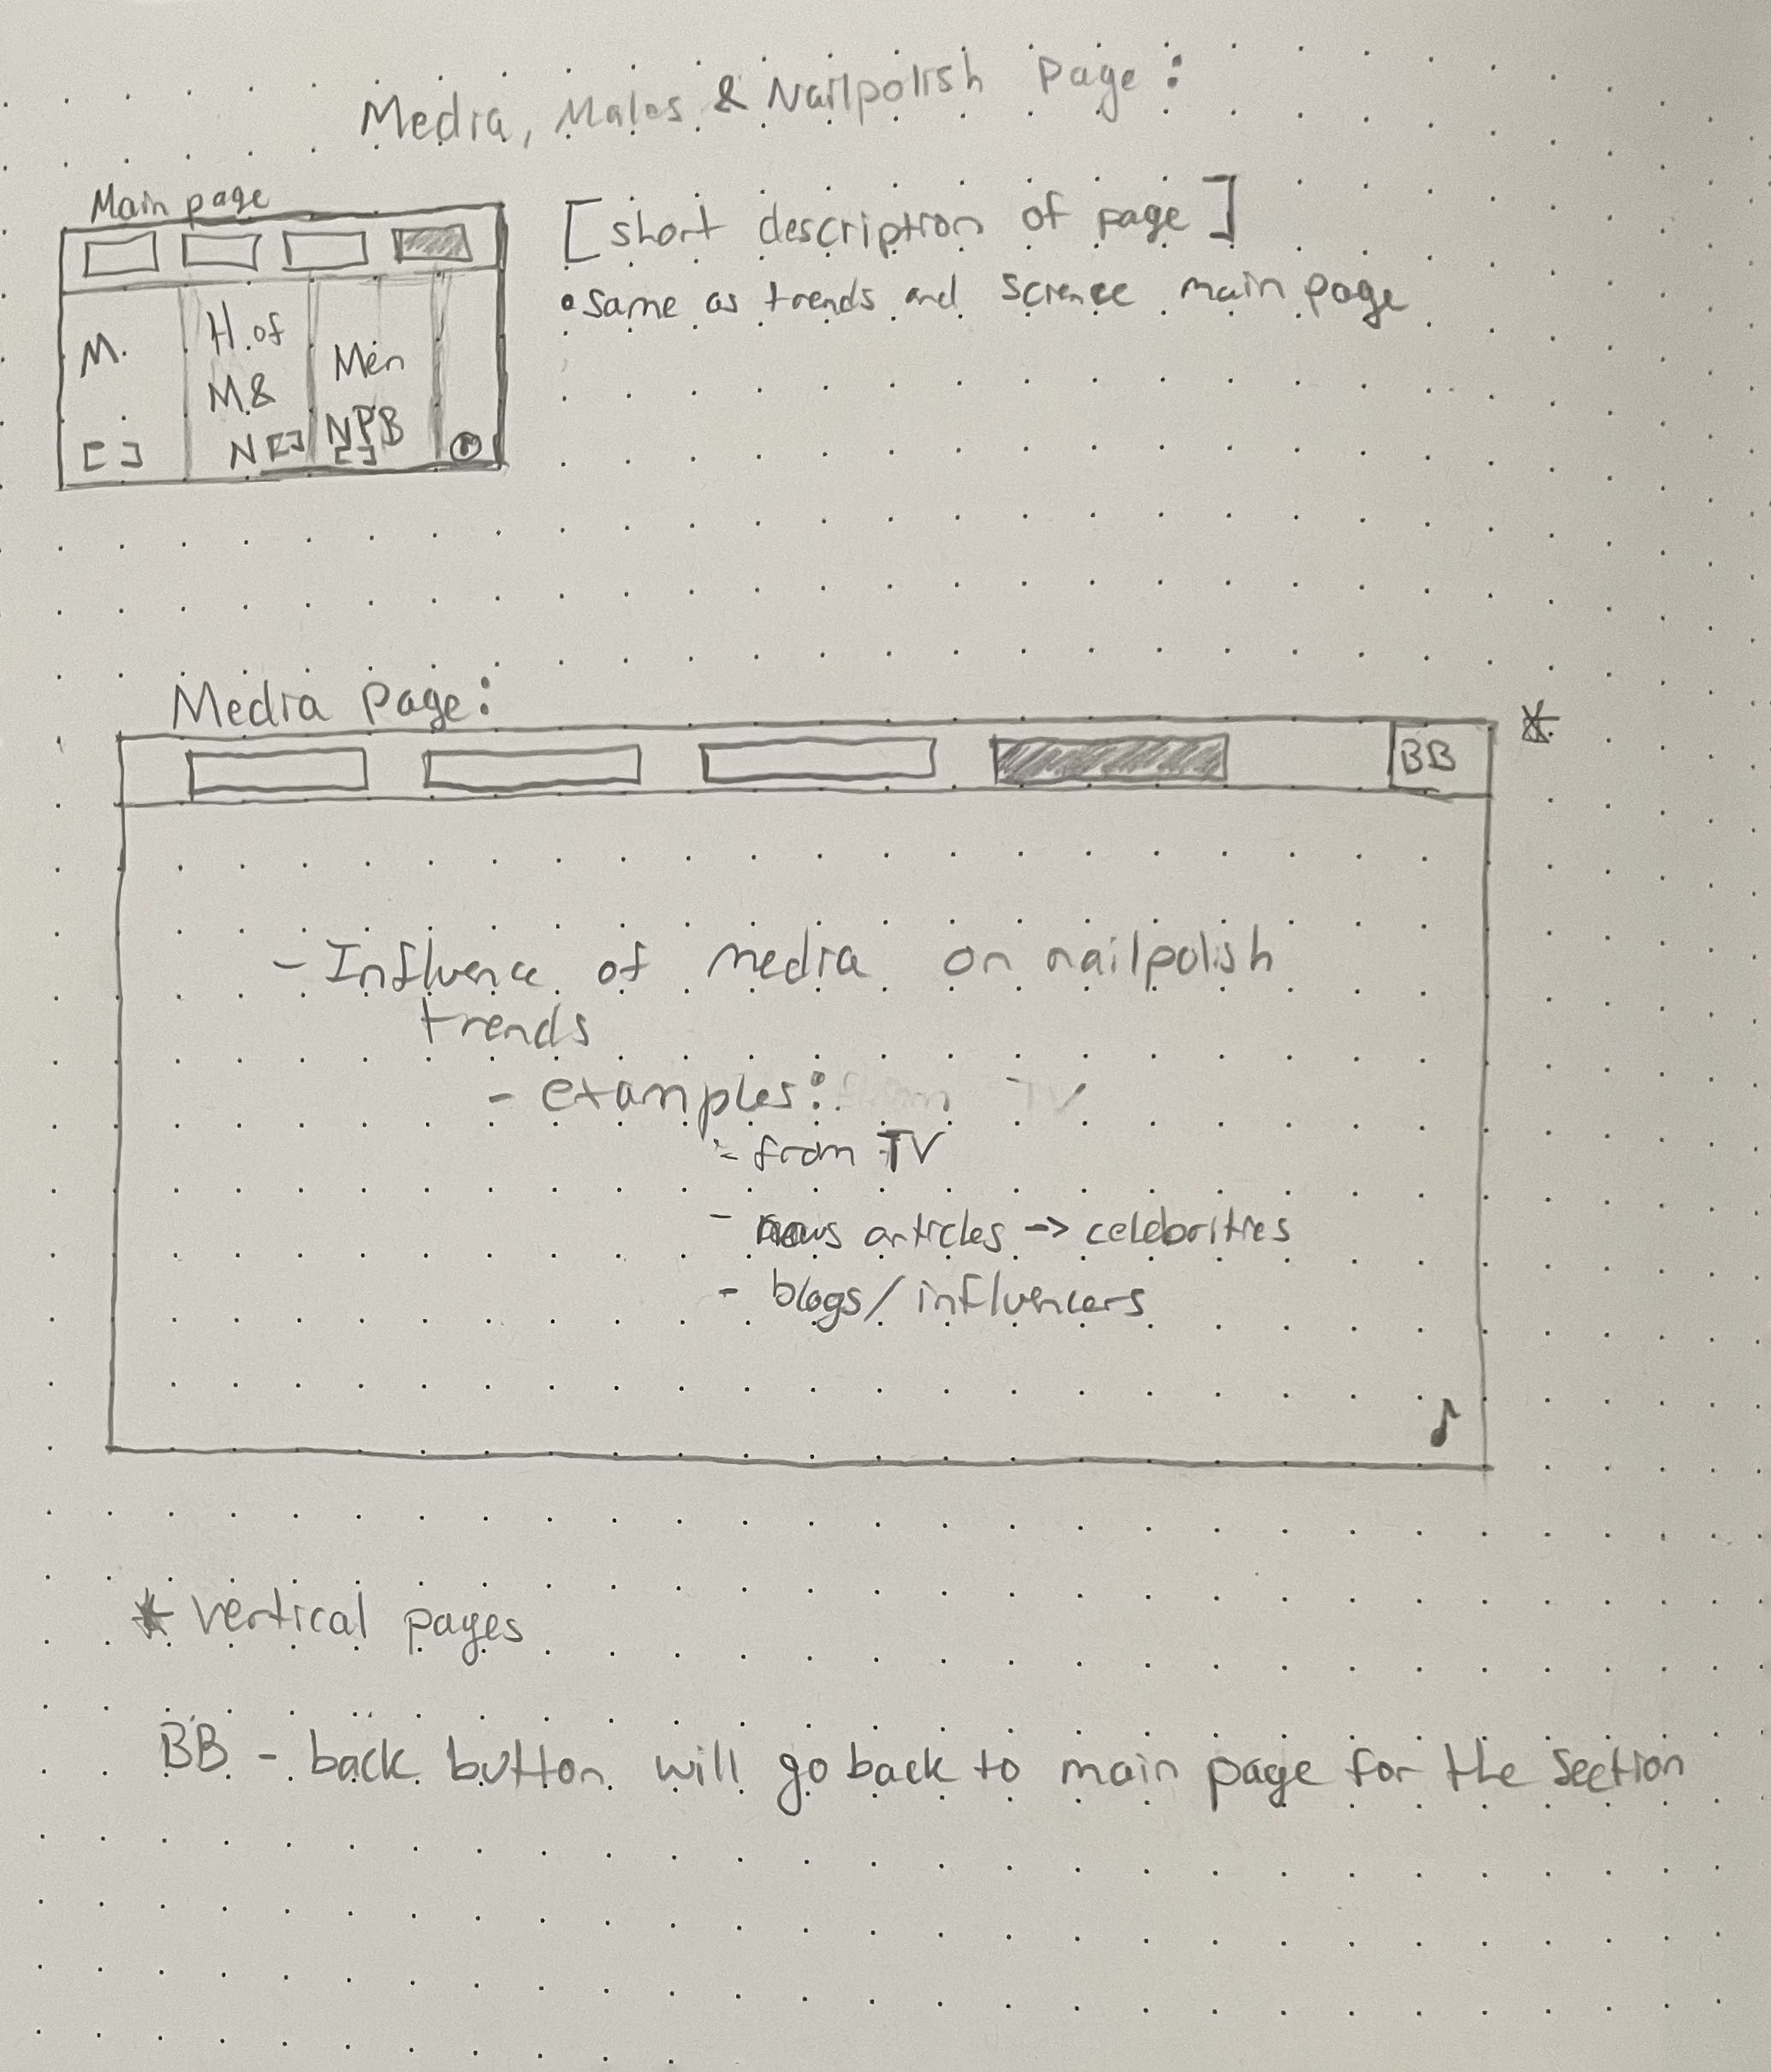 Media, Males & Nailpolish Page:
Main page
[short description of page]
• same as trends and science main page
M.
[ ]
H. of
M. &
N [ ]
Men
NPB
[ ]
Media Page:
*
BB
- Influence of media on nailpolish
trends
- examples:
- from TV
- news articles -> celebrities
- blogs/influencers
* vertical pages
BB - back button will go back to main page for the section